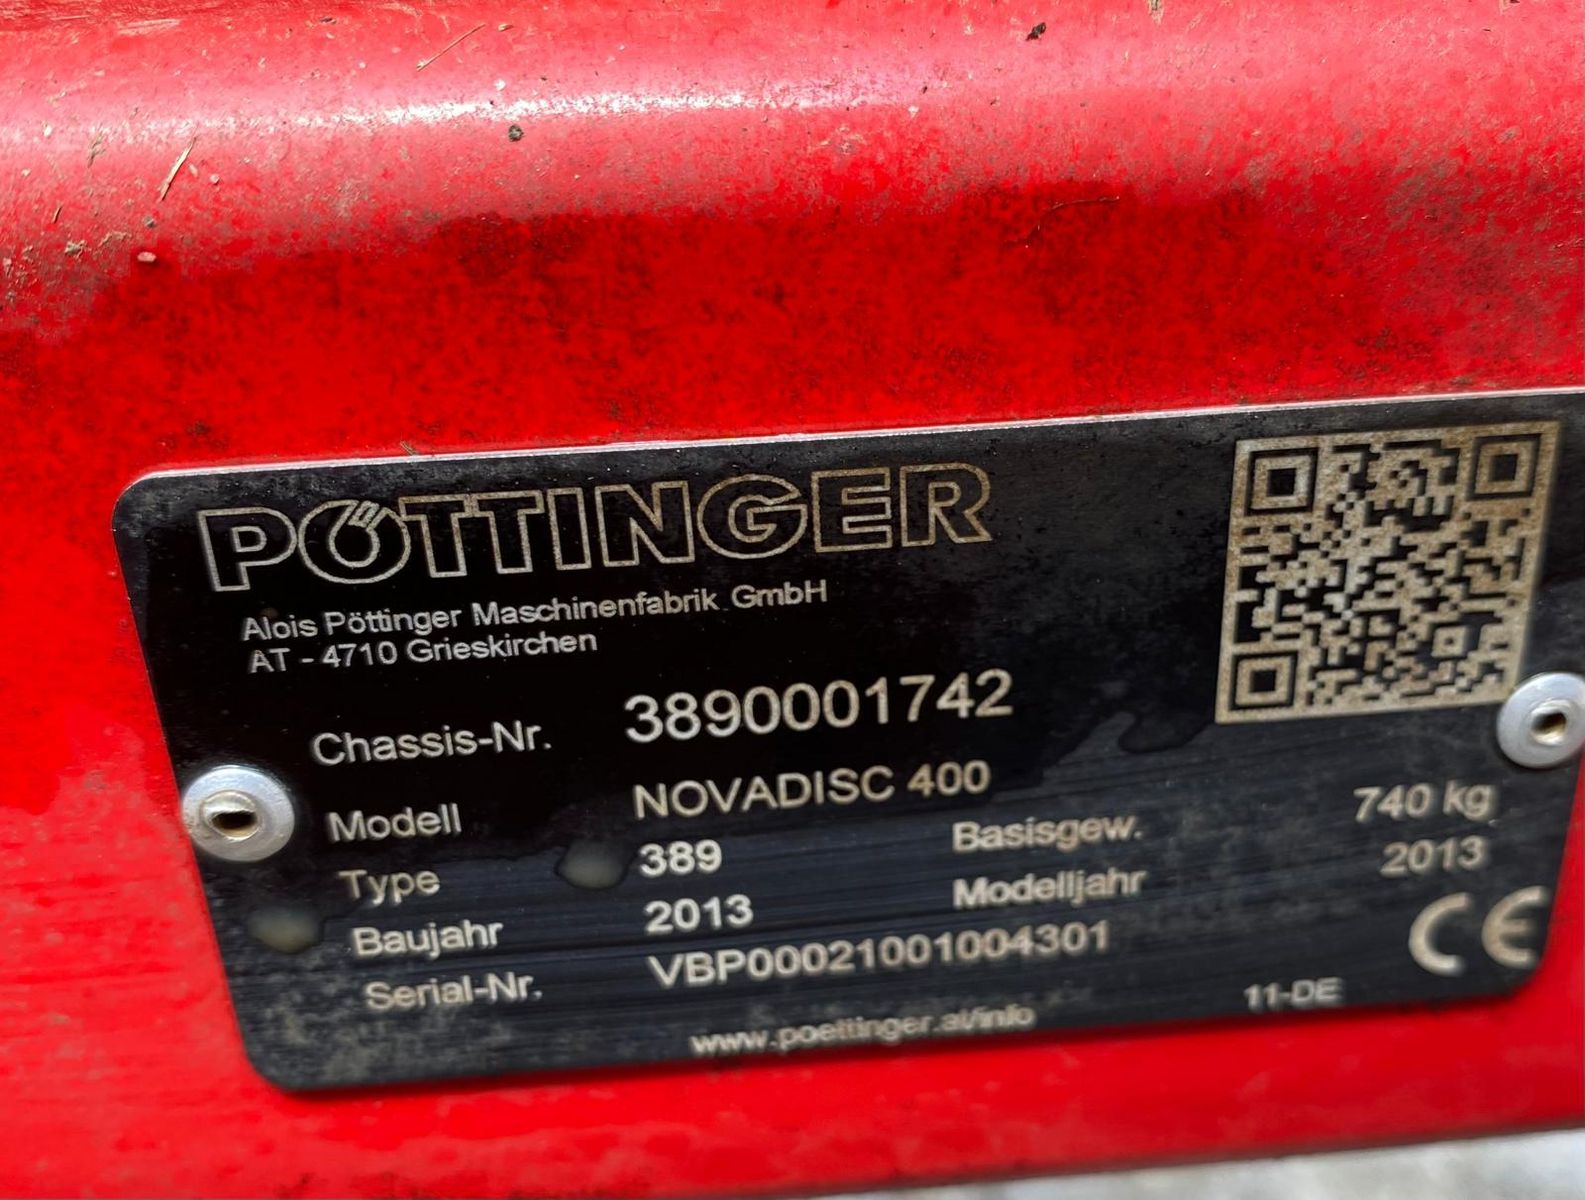 PÖTTINGER
Alois Pöttinger Maschinenfabrik GmbH
AT - 4710 Grieskirchen
Chassis-Nr. 3890001742
Modell NOVADISC 400
Type 389 Basisgew. 740 kg
Baujahr 2013 Modelljahr 2013
Serial-Nr. VBP00021001004301
CE
www.poettinger.at/info 11-DE